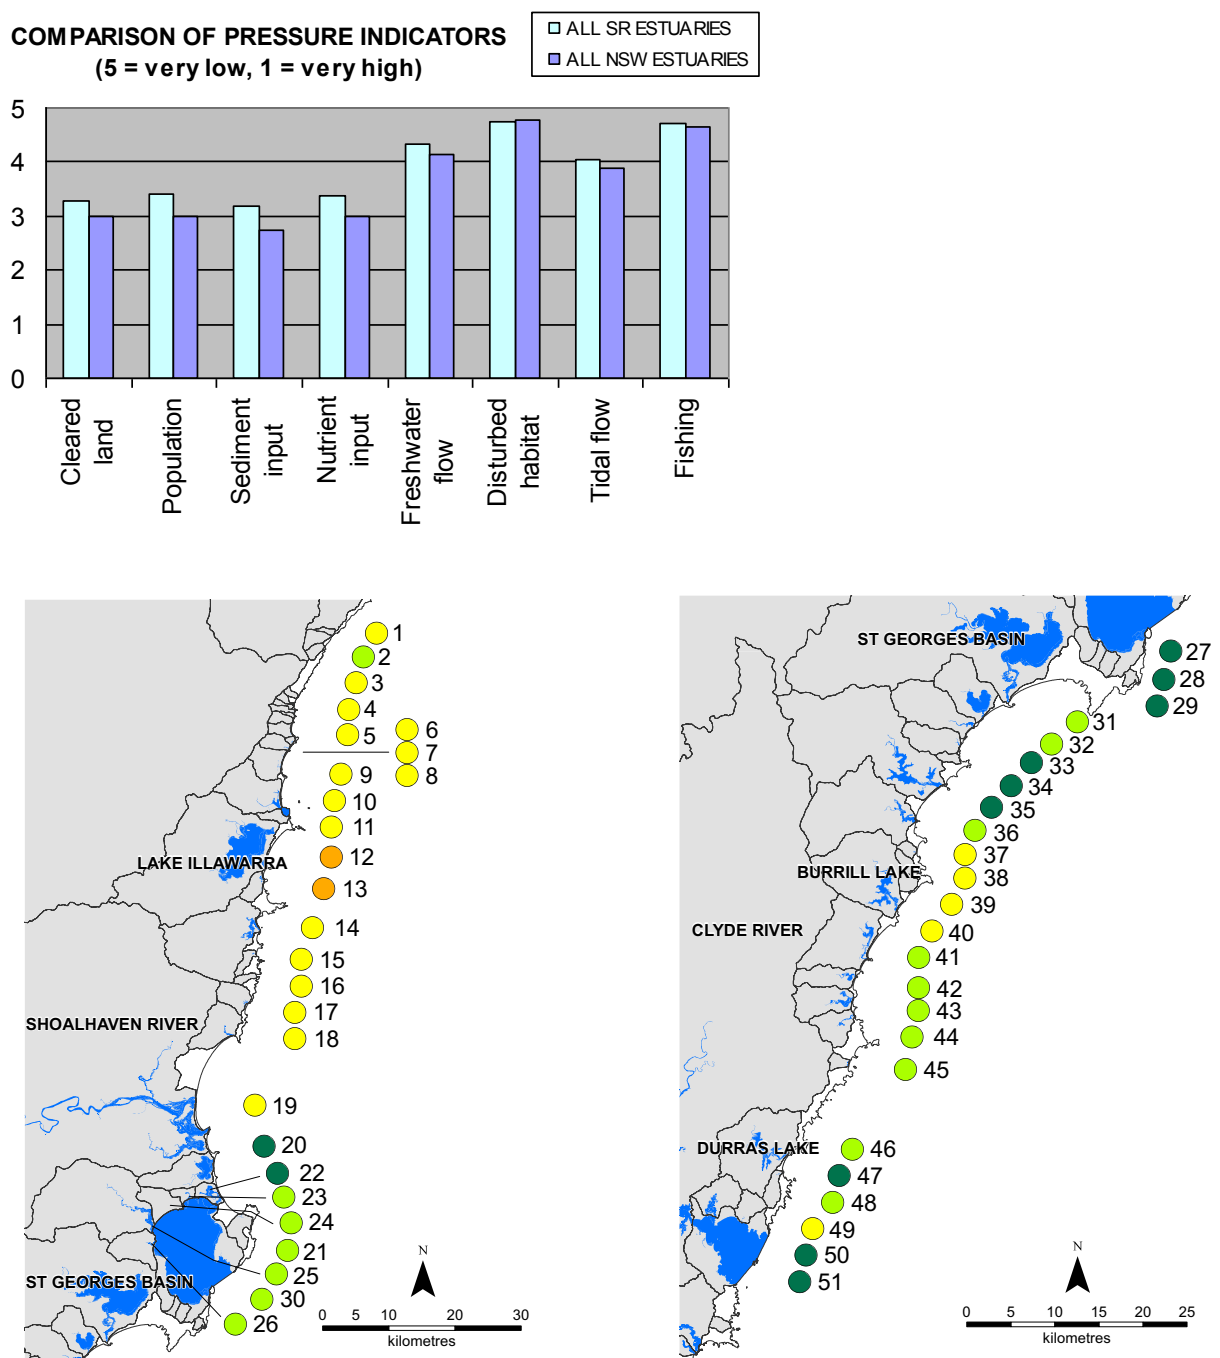 COMPARISON OF PRESSURE INDICATORS
(5 = very low, 1 = very high)
ALL SR ESTUARIES
ALL NSW ESTUARIES
5
4
3
2
1
0
Cleared
land
Population
Sediment
input
Nutrient
input
Freshwater
flow
Disturbed
habitat
Tidal flow
Fishing
1
2
3
4
5
6
7
8
9
10
11
12
LAKE ILLAWARRA
13
14
15
16
17
SHOALHAVEN RIVER
18
19
20
22
23
24
21
25
ST GEORGES BASIN
30
26
N
0 10 20 30
kilometres
ST GEORGES BASIN
27
28
29
31
32
33
34
35
36
37
BURRILL LAKE
38
39
CLYDE RIVER
40
41
42
43
44
45
DURRAS LAKE
46
47
48
49
50
51
N
0 5 10 15 20 25
kilometres